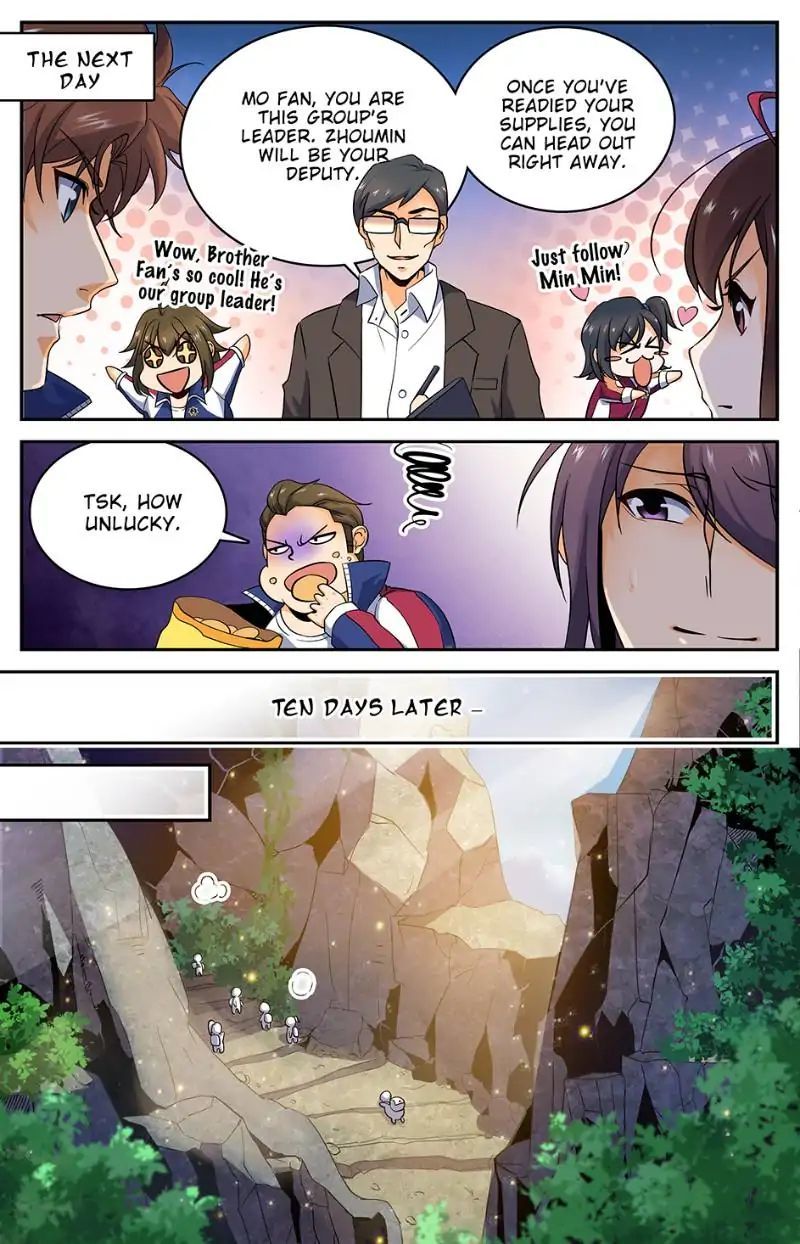 THE NEXT
DAY
MO FAN, YOU ARE
THIS GROUP'S
LEADER. ZHOUMIN
WILL BE YOUR
DEPUTY.
ONCE YOU'VE
READIED YOUR
SUPPLIES, YOU
CAN HEAD OUT
RIGHT AWAY.
Wow, Brother
Fan's so cool! He's
our group leader!
Just follow
Min Min!
TSK, HOW
UNLUCKY.
TEN DAYS LATER –